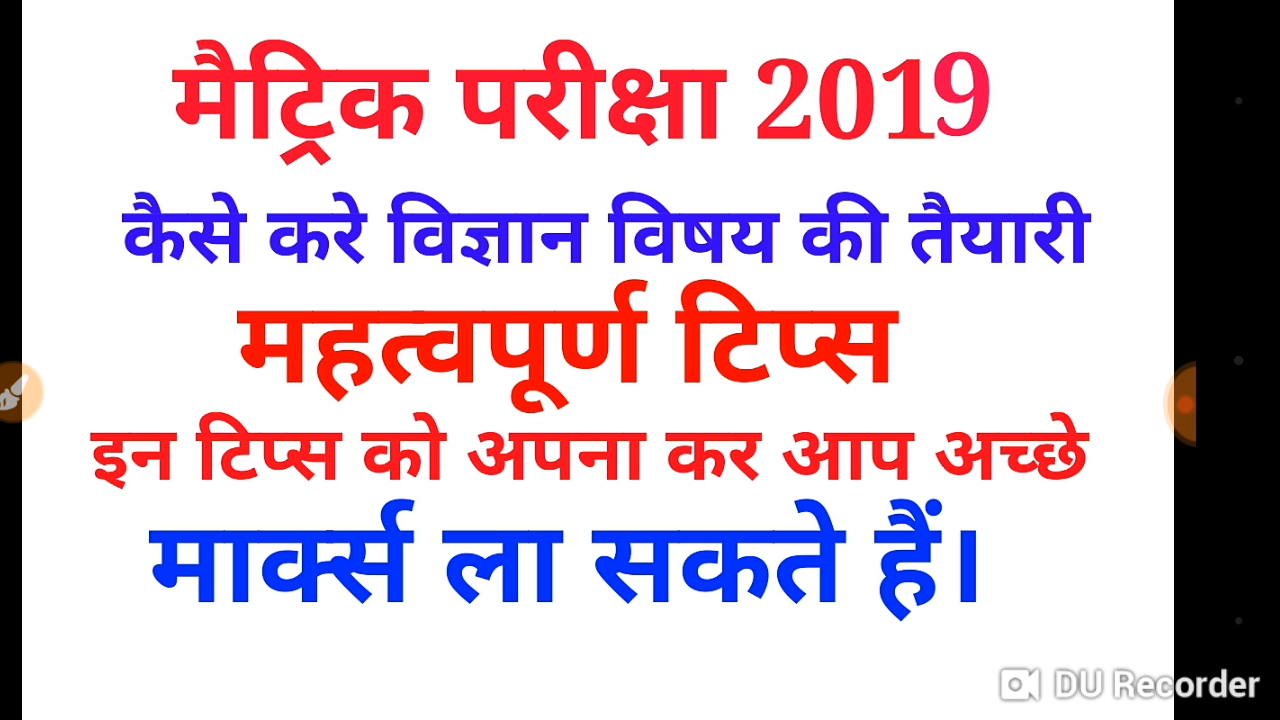 मैट्रिक परीक्षा 2019
कैसे करे विज्ञान विषय की तैयारी
महत्वपूर्ण टिप्स
इन टिप्स को अपना कर आप अच्छे
मार्क्स ला सकते हैं।
DU Recorder